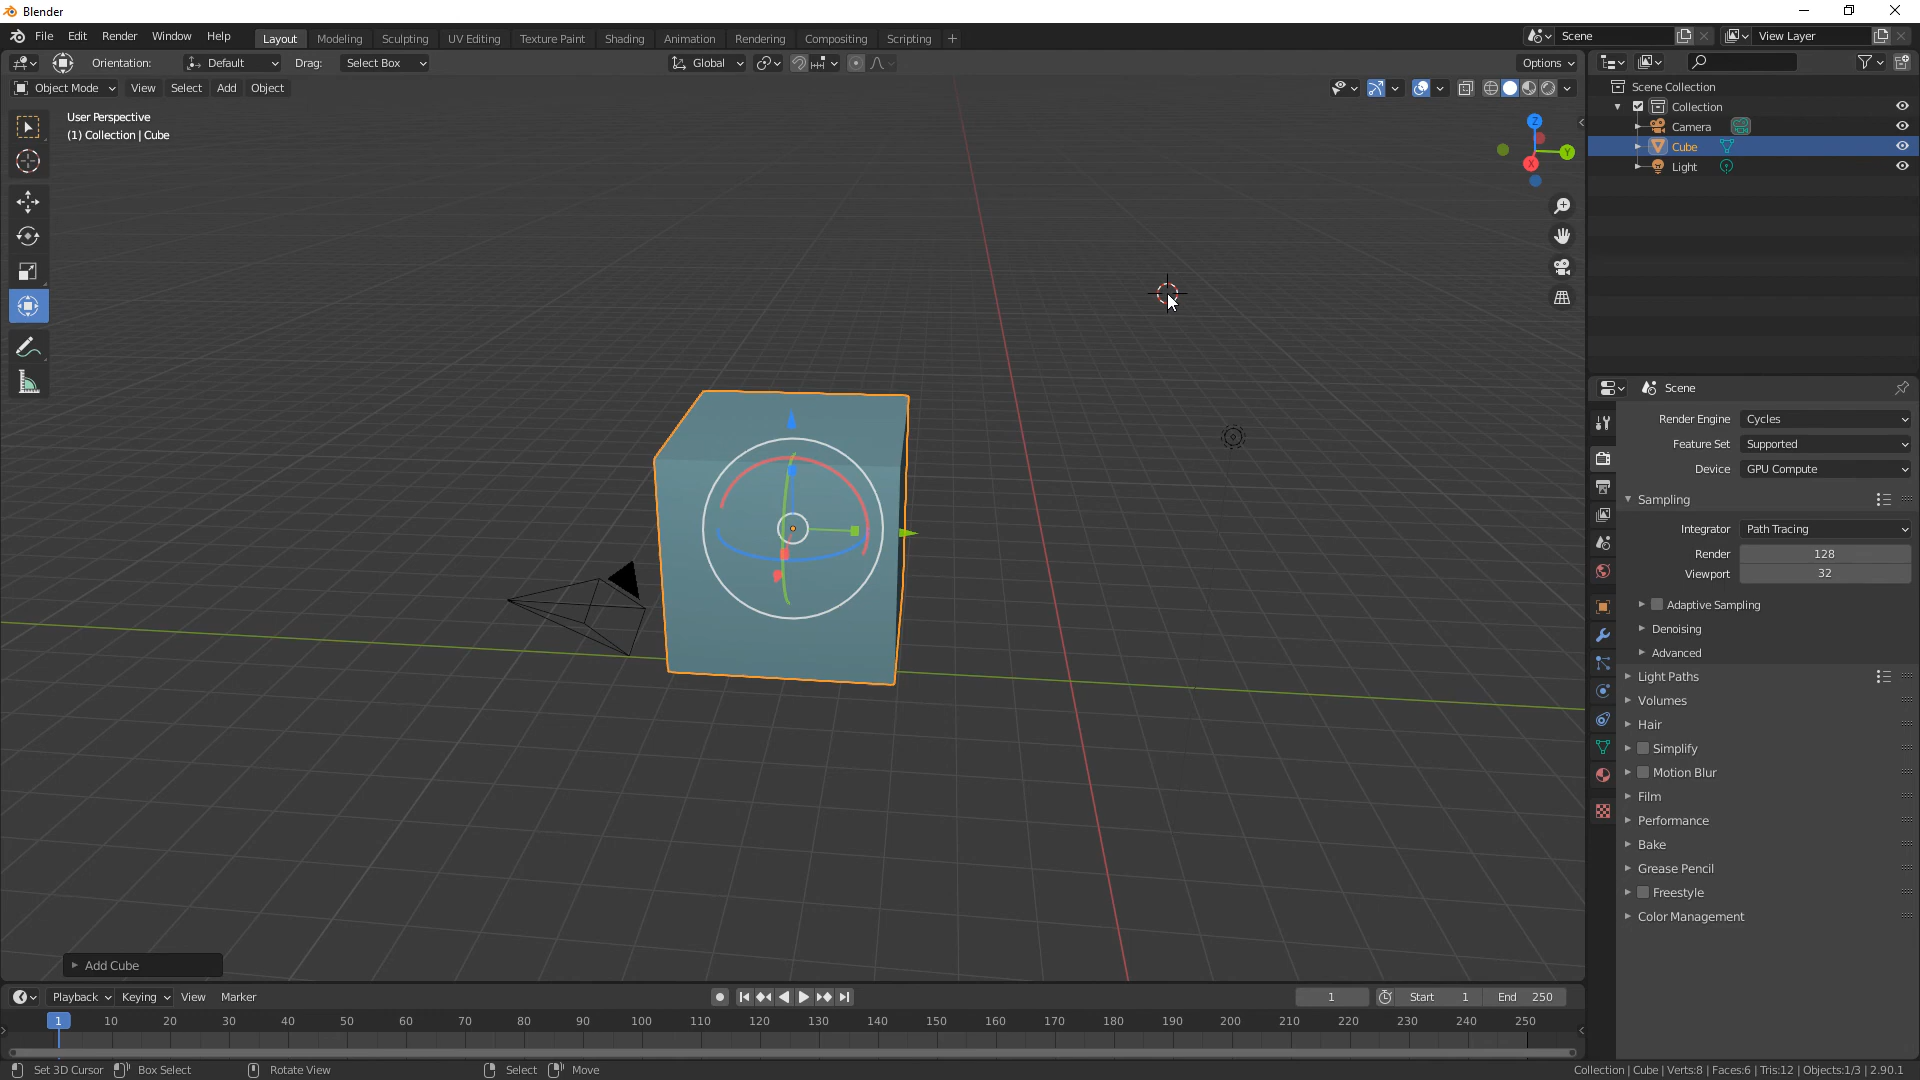 Blender
File Edit Render Window Help Layout Modeling Sculpting UV Editing Texture Paint Shading Animation Rendering Compositing Scripting + Scene View Layer
Orientation: Default Drag: Select Box Global Options
Object Mode View Select Add Object
User Perspective
(1) Collection | Cube
Z
Y
X
Scene Collection
Collection
Camera
Cube
Light
Scene
Render Engine Cycles
Feature Set Supported
Device GPU Compute
Sampling
Integrator Path Tracing
Render 128
Viewport 32
Adaptive Sampling
Denoising
Advanced
Light Paths
Volumes
Hair
Simplify
Motion Blur
Film
Performance
Bake
Grease Pencil
Freestyle
Color Management
Add Cube
Playback Keying View Marker 1 Start 1 End 250
1 10 20 30 40 50 60 70 80 90 100 110 120 130 140 150 160 170 180 190 200 210 220 230 240 250
Set 3D Cursor Box Select Rotate View Select Move Collection | Cube | Verts:8 | Faces:6 | Tris:12 | Objects:1/3 | 2.90.1